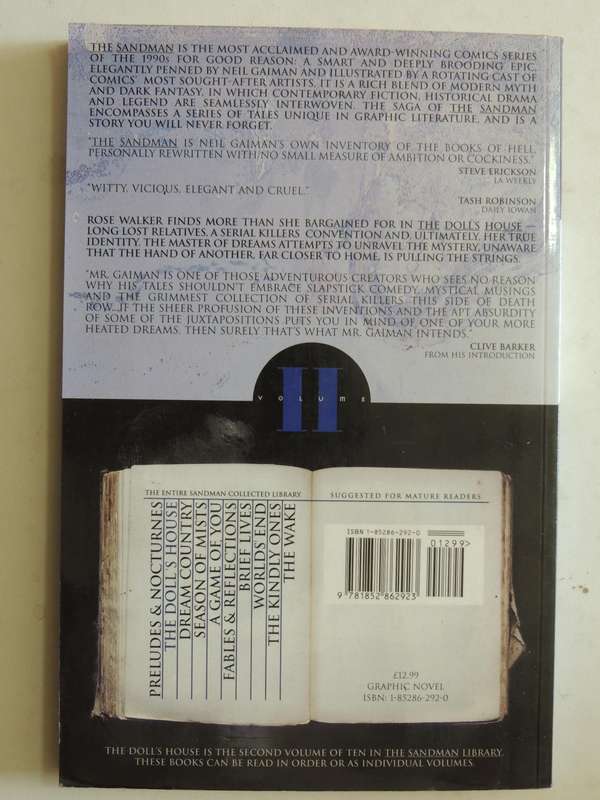 THE SANDMAN IS THE MOST ACCLAIMED AND AWARD-WINNING COMICS SERIES
OF THE 1990s FOR GOOD REASON: A SMART AND DEEPLY BROODING EPIC,
ELEGANTLY PENNED BY NEIL GAIMAN AND ILLUSTRATED BY A ROTATING CAST OF
COMICS' MOST SOUGHT-AFTER ARTISTS, IT IS A RICH BLEND OF MODERN MYTH
AND DARK FANTASY, IN WHICH CONTEMPORARY FICTION, HISTORICAL DRAMA
AND LEGEND ARE SEAMLESSLY INTERWOVEN. THE SAGA OF THE SANDMAN
ENCOMPASSES A SERIES OF TALES UNIQUE IN GRAPHIC LITERATURE, AND IS A
STORY YOU WILL NEVER FORGET.
"THE SANDMAN IS NEIL GAIMAN'S OWN INVENTORY OF THE BOOKS OF HELL,
PERSONALLY REWRITTEN WITH NO SMALL MEASURE OF AMBITION OR COCKINESS."
STEVE ERICKSON
LA WEEKLY
"WITTY, VICIOUS, ELEGANT AND CRUEL."
TASH ROBINSON
DAILY IOWAN
ROSE WALKER FINDS MORE THAN SHE BARGAINED FOR IN THE DOLL'S HOUSE —
LONG LOST RELATIVES, A SERIAL KILLERS CONVENTION AND, ULTIMATELY, HER TRUE
IDENTITY. THE MASTER OF DREAMS ATTEMPTS TO UNRAVEL THE MYSTERY, UNAWARE
THAT THE HAND OF ANOTHER, FAR CLOSER TO HOME, IS PULLING THE STRINGS.
"MR. GAIMAN IS ONE OF THOSE ADVENTUROUS CREATORS WHO SEES NO REASON
WHY HIS TALES SHOULDN'T EMBRACE SLAPSTICK COMEDY, MYSTICAL MUSINGS
AND THE GRIMMEST COLLECTION OF SERIAL KILLERS THIS SIDE OF DEATH
ROW...IF THE SHEER PROFUSION OF THESE INVENTIONS AND THE APT ABSURDITY
OF SOME OF THE JUXTAPOSITIONS PUTS YOU IN MIND OF ONE OF YOUR MORE
HEATED DREAMS, THEN SURELY THAT'S WHAT MR. GAIMAN INTENDS."
CLIVE BARKER
FROM HIS INTRODUCTION
II
VOLUME
THE ENTIRE SANDMAN COLLECTED LIBRARY
PRELUDES & NOCTURNES
THE DOLL'S HOUSE
DREAM COUNTRY
SEASON OF MISTS
A GAME OF YOU
FABLES & REFLECTIONS
BRIEF LIVES
WORLDS END
THE KINDLY ONES
THE WAKE
SUGGESTED FOR MATURE READERS
ISBN 1-85286-292-0
01299>
9 781852 862923
£12.99
GRAPHIC NOVEL
ISBN: 1-85286-292-0
THE DOLL'S HOUSE IS THE SECOND VOLUME OF TEN IN THE SANDMAN LIBRARY.
THESE BOOKS CAN BE READ IN ORDER OR AS INDIVIDUAL VOLUMES.